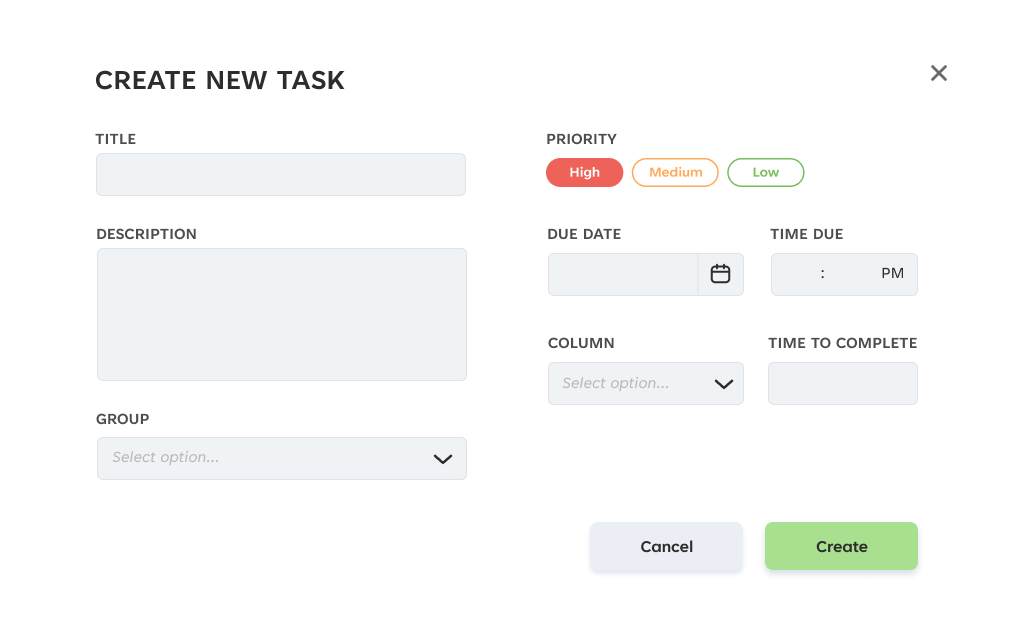 CREATE NEW TASK
TITLE
DESCRIPTION
GROUP
Select option...
PRIORITY
High Medium Low
DUE DATE TIME DUE
: PM
COLUMN TIME TO COMPLETE
Select option...
Cancel Create